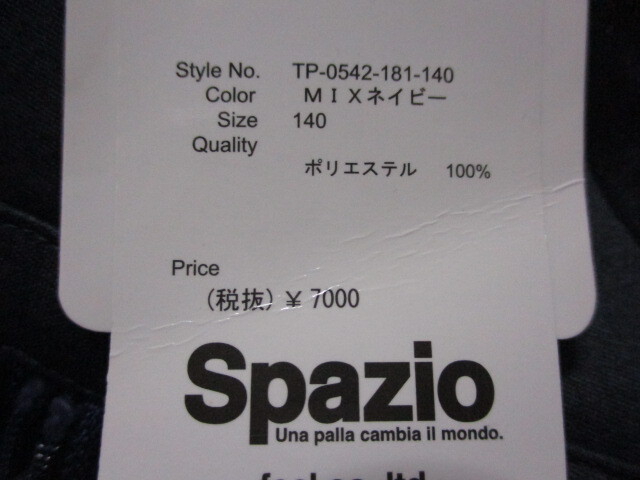 Style No. TP-0542-181-140
Color ＭＩＸネイビー
Size 140
Quality
ポリエステル 100%
Price
(税抜) ¥ 7000
Spazio
Una palla cambia il mondo.